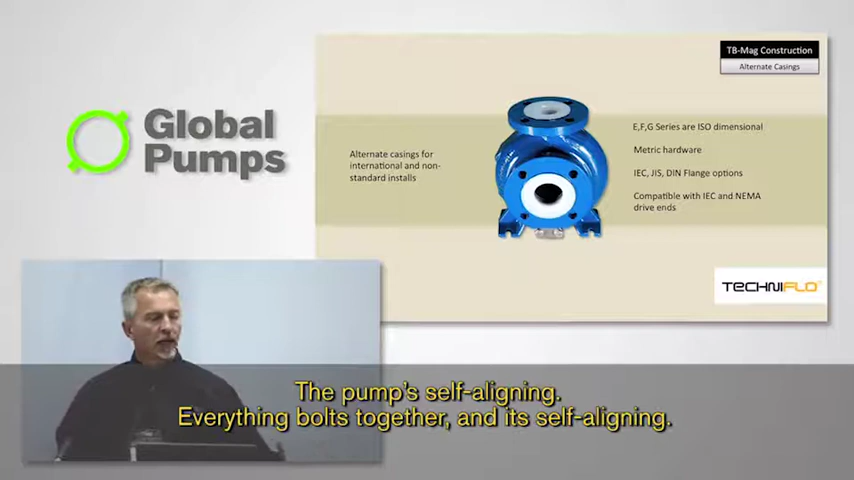 Global
Pumps
TB-Mag Construction
Alternate Casings
Alternate casings for
international and non-
standard installs
E,F,G Series are ISO dimensional
Metric hardware
IEC, JIS, DIN Flange options
Compatible with IEC and NEMA
drive ends
TECHNIFLO
The pump's self-aligning.
Everything bolts together, and its self-aligning.